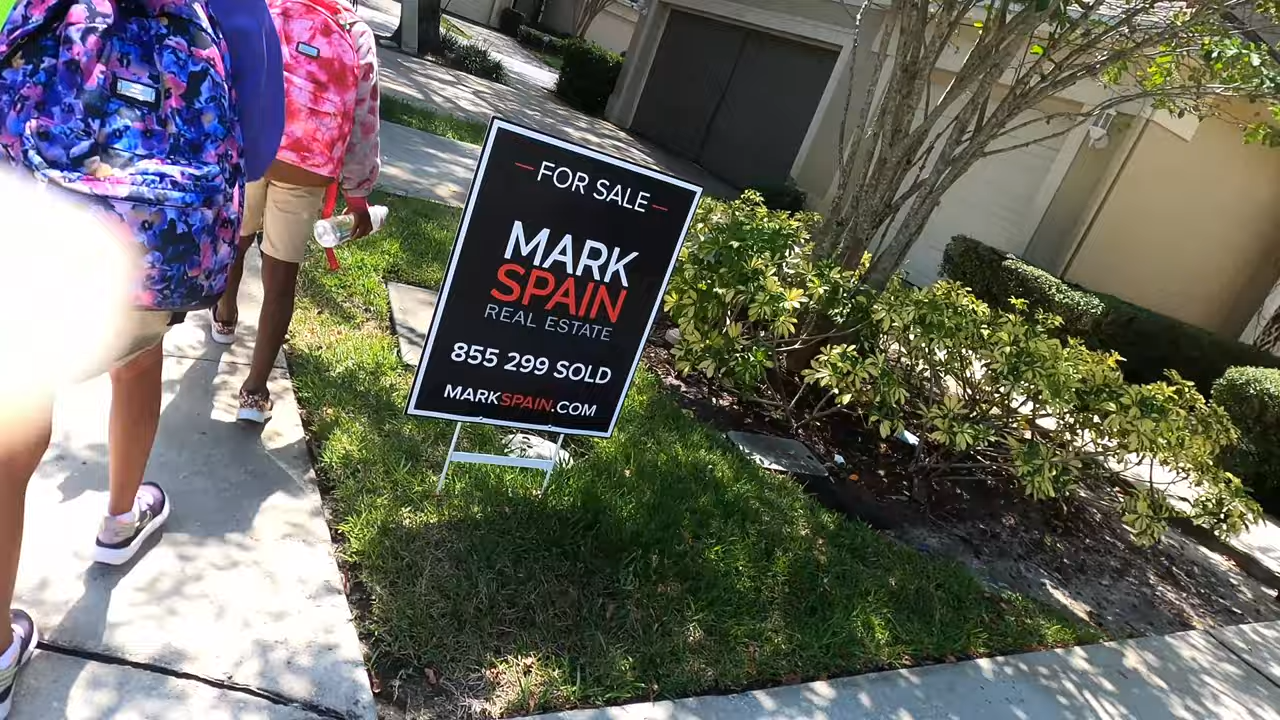 FOR SALE
MARK
SPAIN
REAL ESTATE
855 299 SOLD
MARKSPAIN.COM